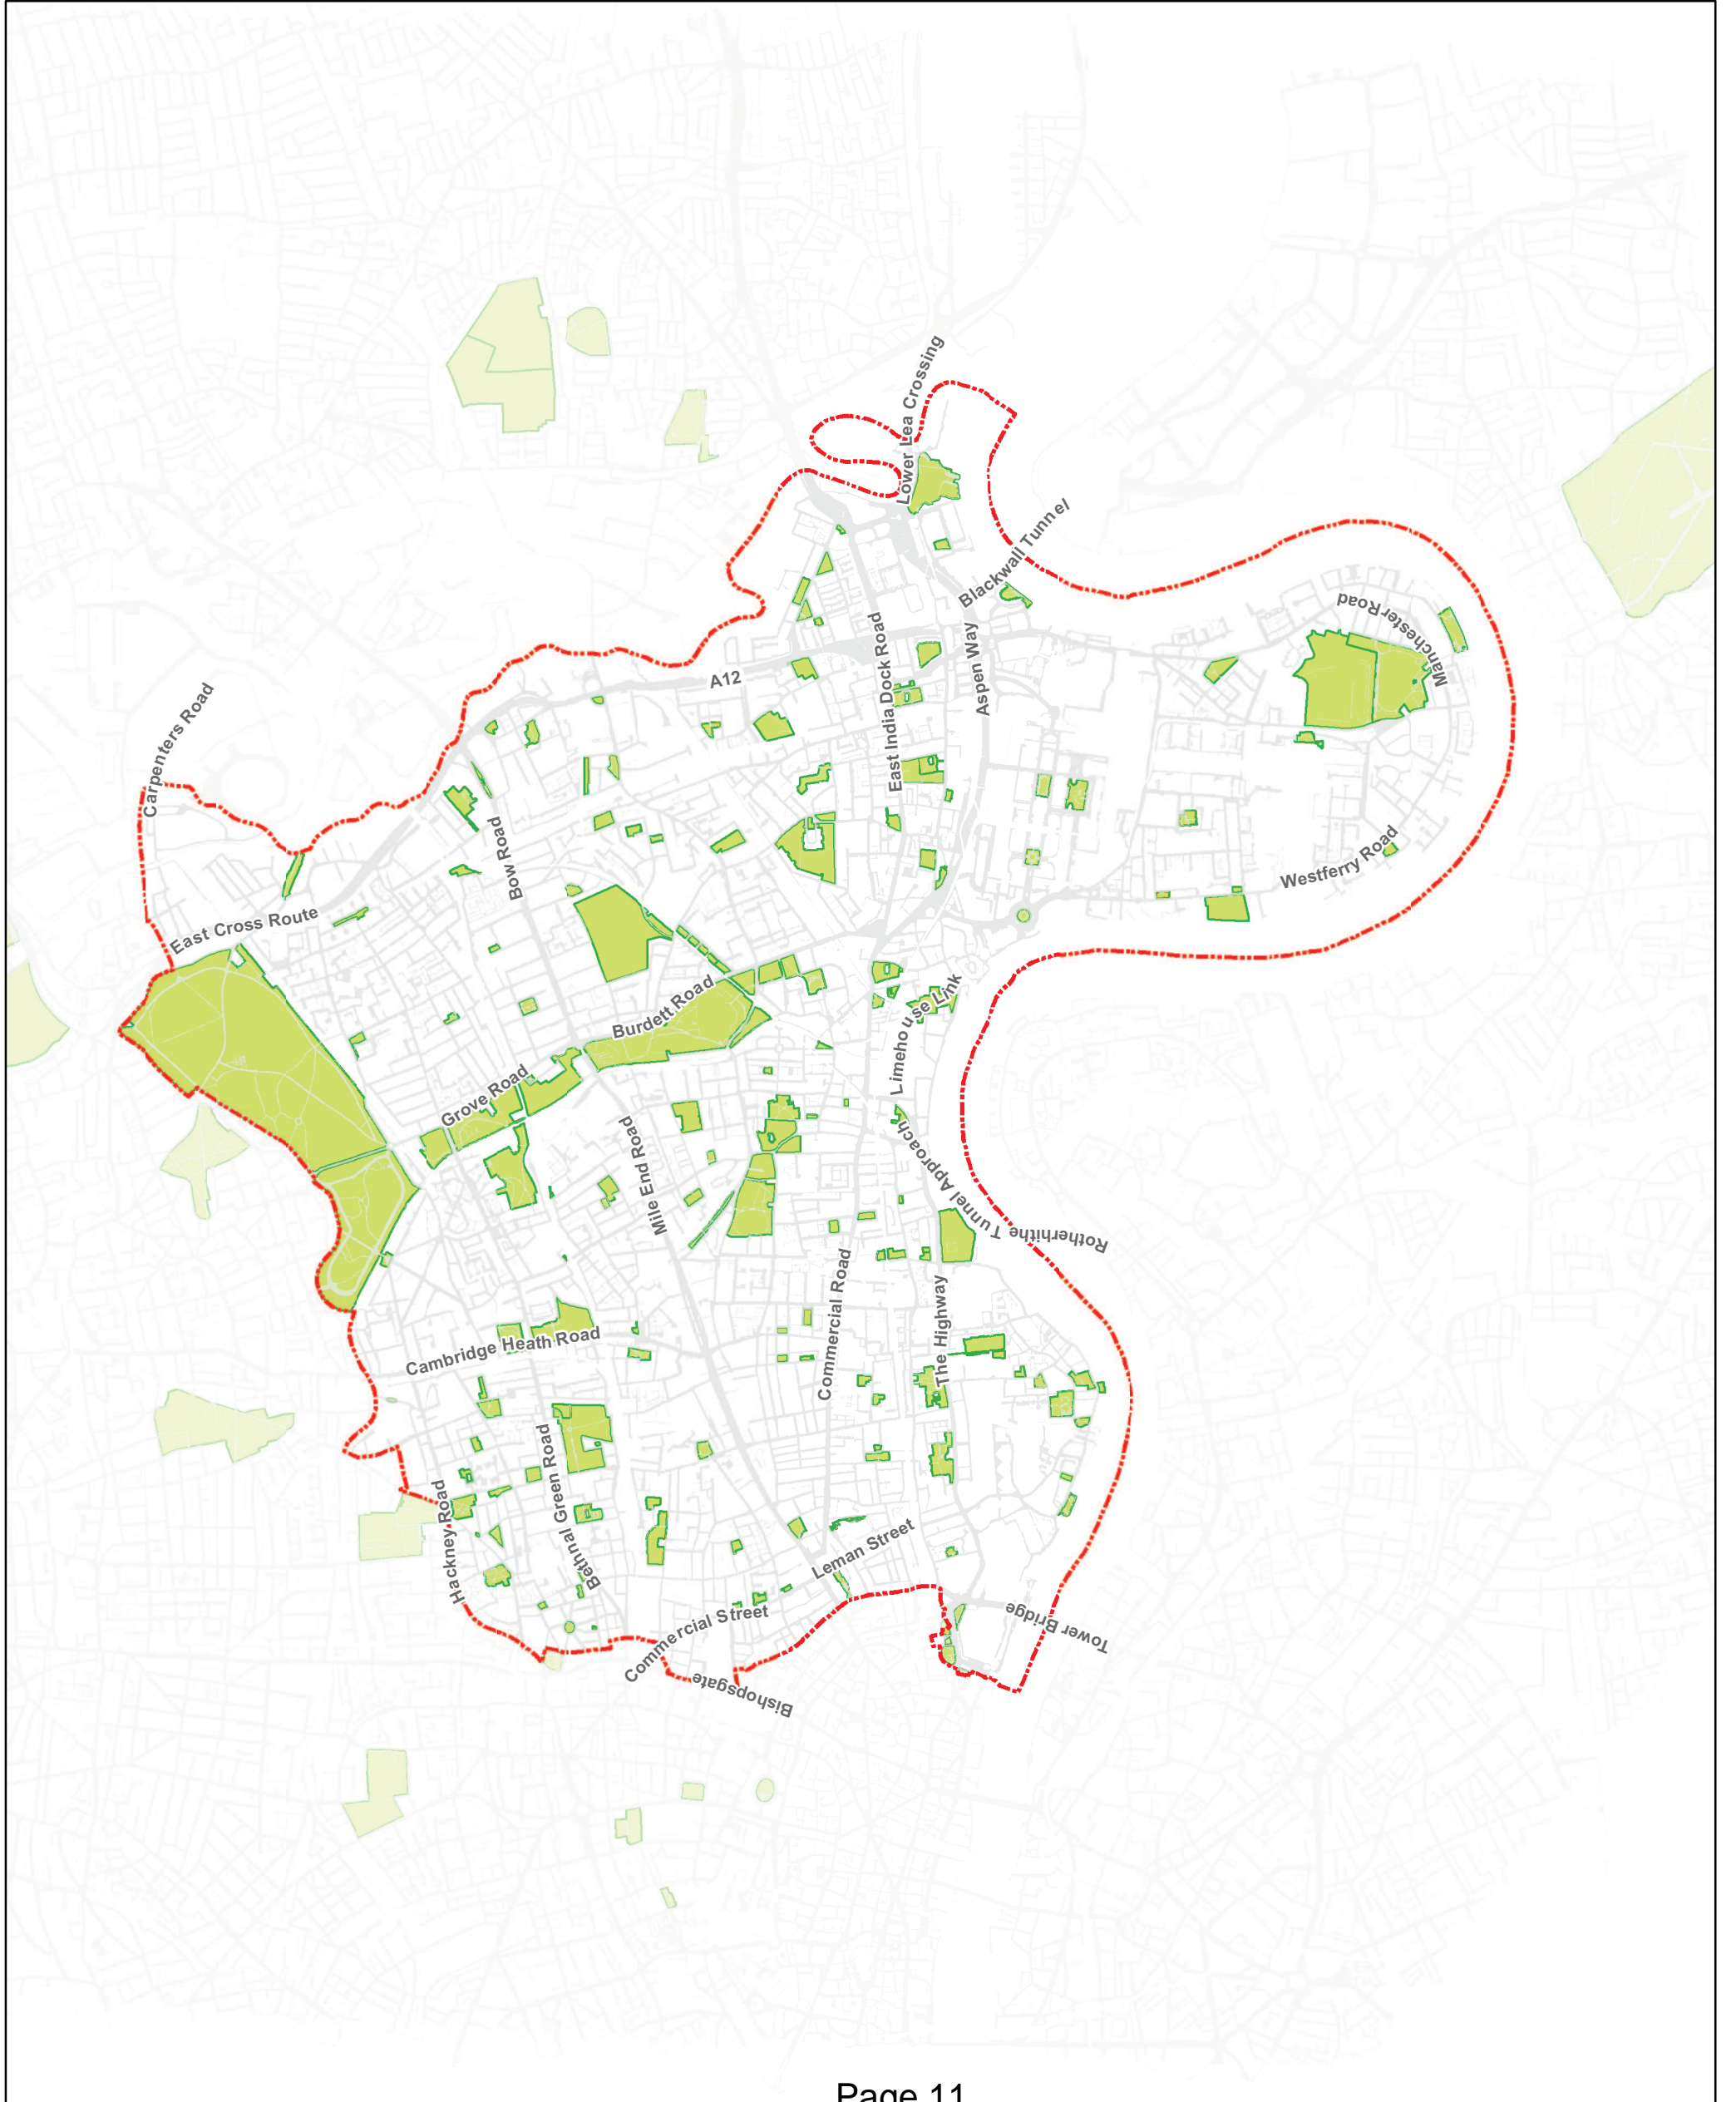 Lower Lea Crossing
Blackwall Tunnel
Manchester Road
East India Dock Road
Aspen Way
A12
Carpenters Road
Bow Road
Westferry Road
East Cross Route
Burdett Road
Limehouse Link
Grove Road
Mile End Road
Rotherhithe Tunnel Approach
Commercial Road
The Highway
Cambridge Heath Road
Bethnal Green Road
Hackney Road
Leman Street
Commercial Street
Tower Bridge
Bishopsgate
Page 11